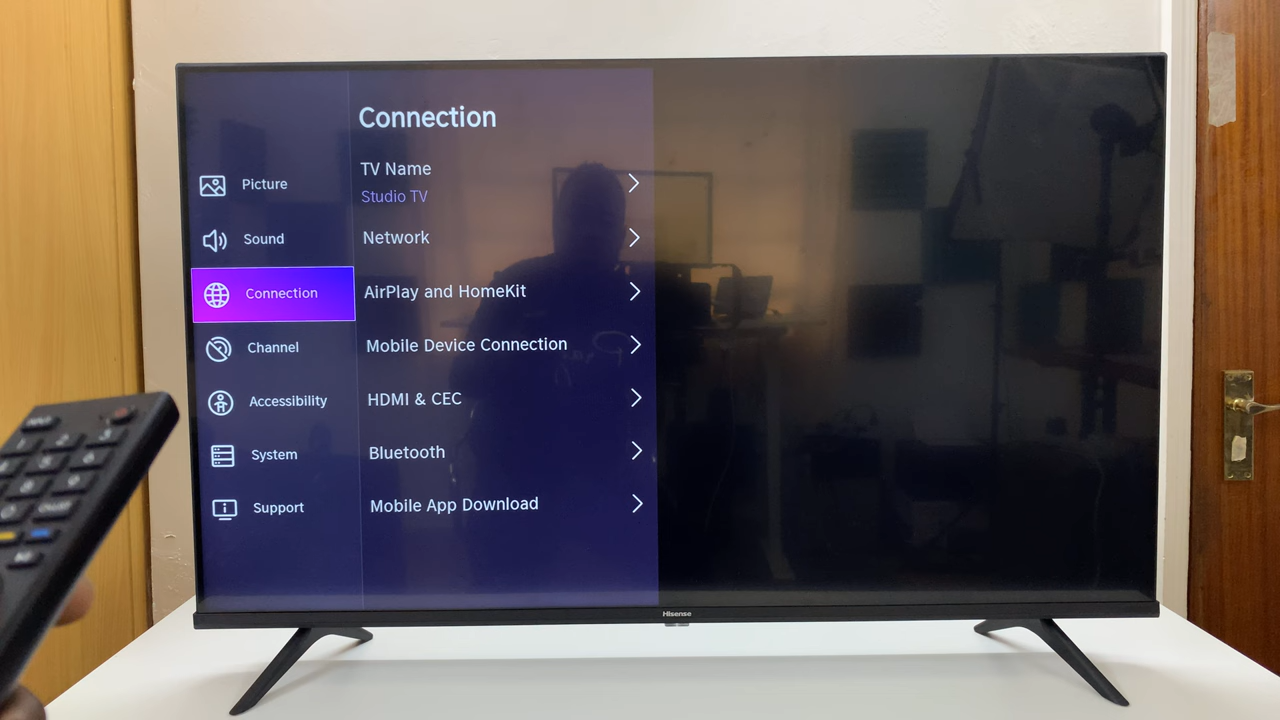 Connection
TV Name
Studio TV
Network
AirPlay and HomeKit
Mobile Device Connection
HDMI & CEC
Bluetooth
Mobile App Download
Picture
Sound
Connection
Channel
Accessibility
System
Support
Hisense